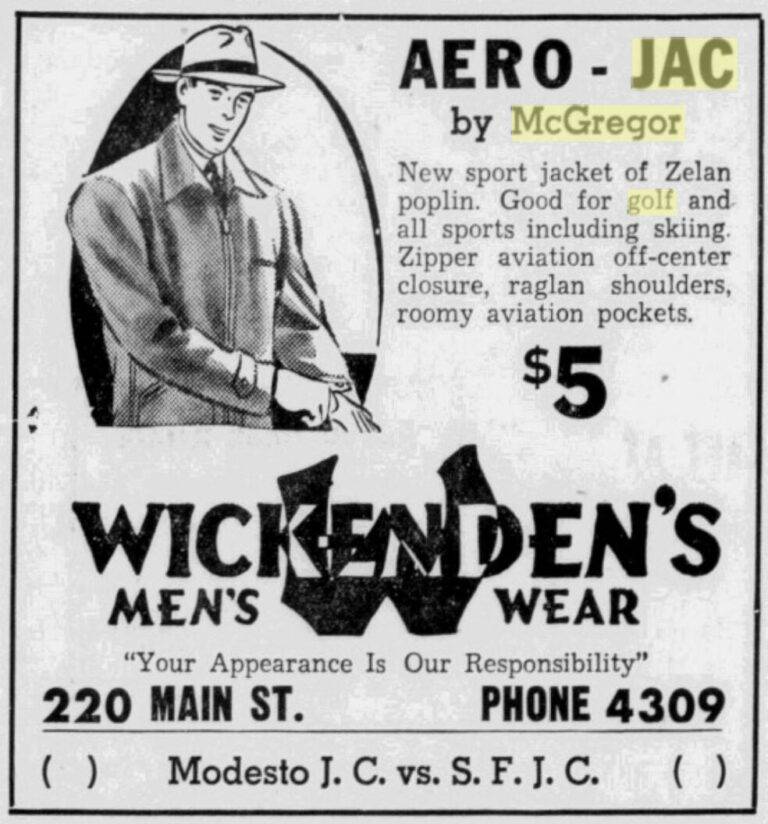 AERO - JAC
by McGregor
New sport jacket of Zelan
poplin. Good for golf and
all sports including skiing.
Zipper aviation off-center
closure, raglan shoulders,
roomy aviation pockets.
$5
WICKENDEN'S
MEN'S WEAR
"Your Appearance Is Our Responsibility"
220 MAIN ST. PHONE 4309
( ) Modesto J. C. vs. S. F. J. C. ( )